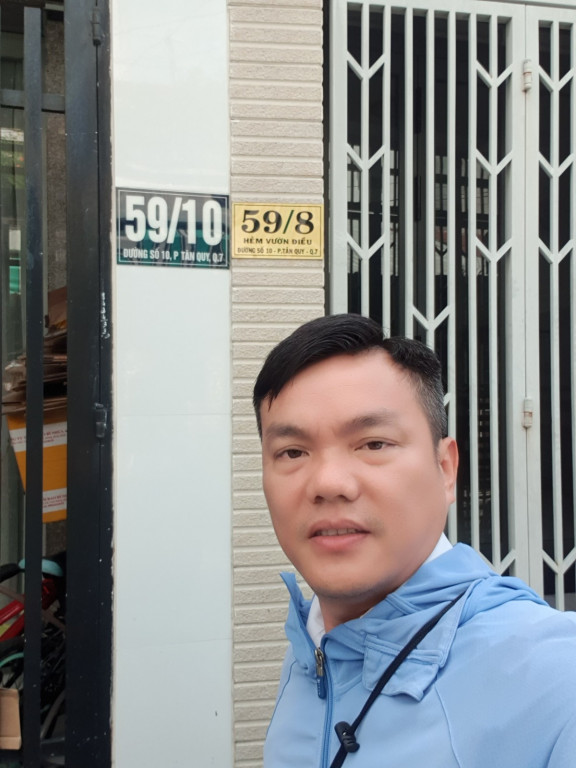 59/10
ĐƯỜNG SỐ 10, P TÂN QUY, Q.7
59/8
HẺM VƯỜN ĐIỀU
ĐƯỜNG SỐ 10 - P.TÂN QUY - Q.7